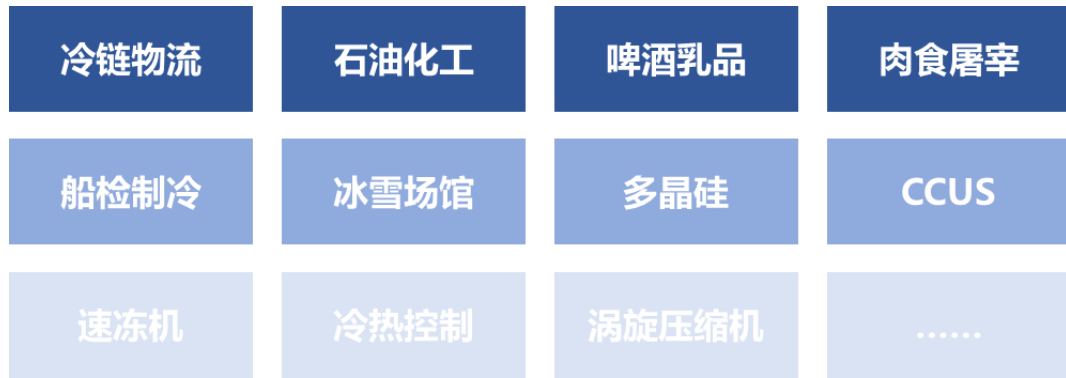 冷链物流 石油化工 啤酒乳品 肉食屠宰
船检制冷 冰雪场馆 多晶硅 CCUS
速冻机 冷热控制 涡旋压缩机 ……